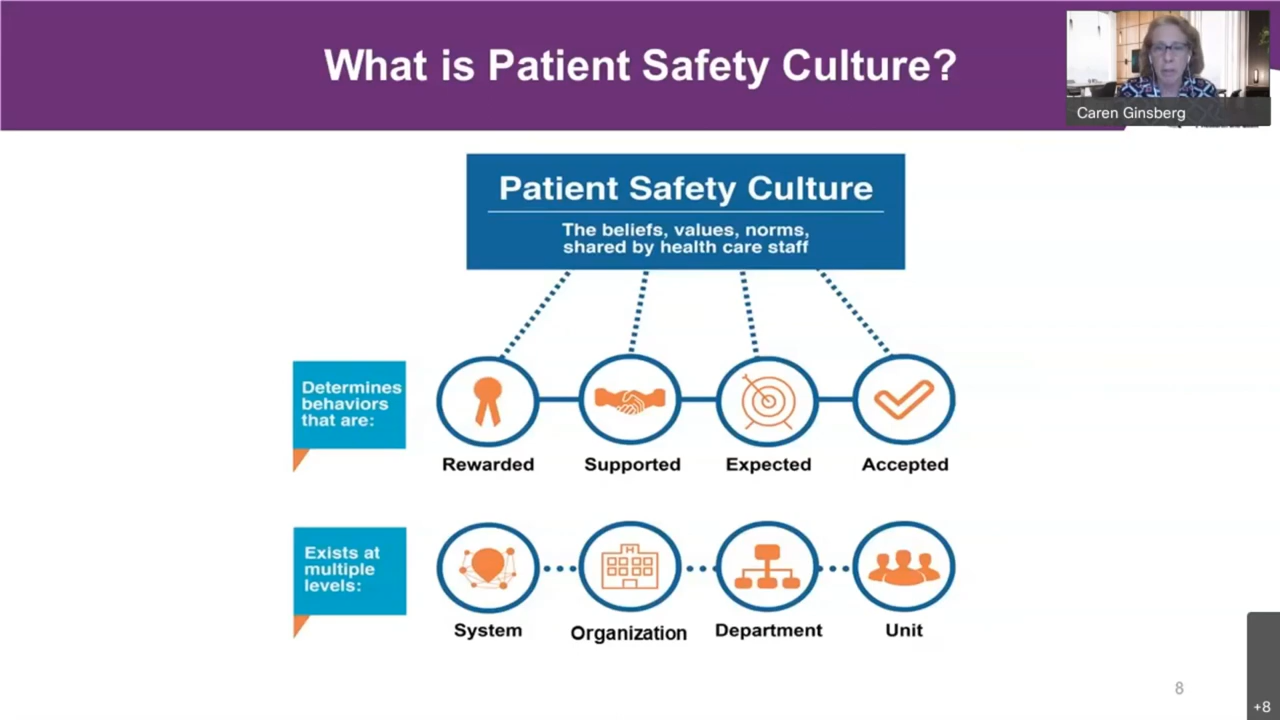 What is Patient Safety Culture?
Caren Ginsberg
Patient Safety Culture
The beliefs, values, norms,
shared by health care staff
Determines
behaviors
that are:
Rewarded
Supported
Expected
Accepted
Exists at
multiple
levels:
H
System
Organization
Department
Unit
8
+8